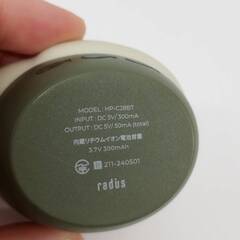 MODEL : HP-C28BT
INPUT : DC 5V/ 300mA
OUTPUT : DC 5V/ 50mA (total)
内蔵リチウムイオン電池容量
3.7V 300mAh
211-240501
radius